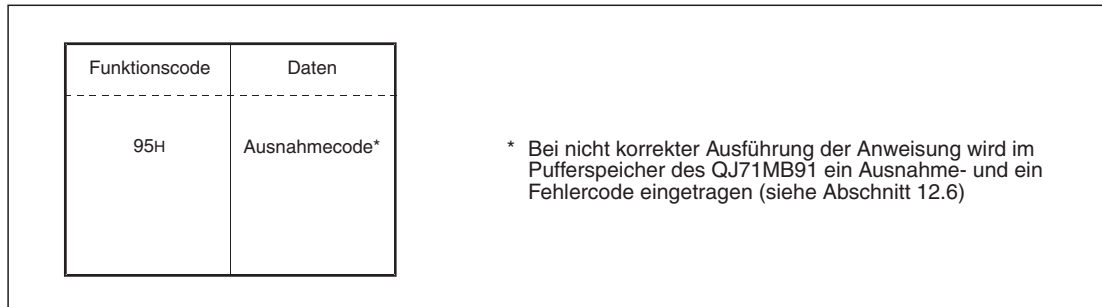 Funktionscode Daten
95H Ausnahmecode*
* Bei nicht korrekter Ausführung der Anweisung wird im
Pufferspeicher des QJ71MB91 ein Ausnahme- und ein
Fehlercode eingetragen (siehe Abschnitt 12.6)